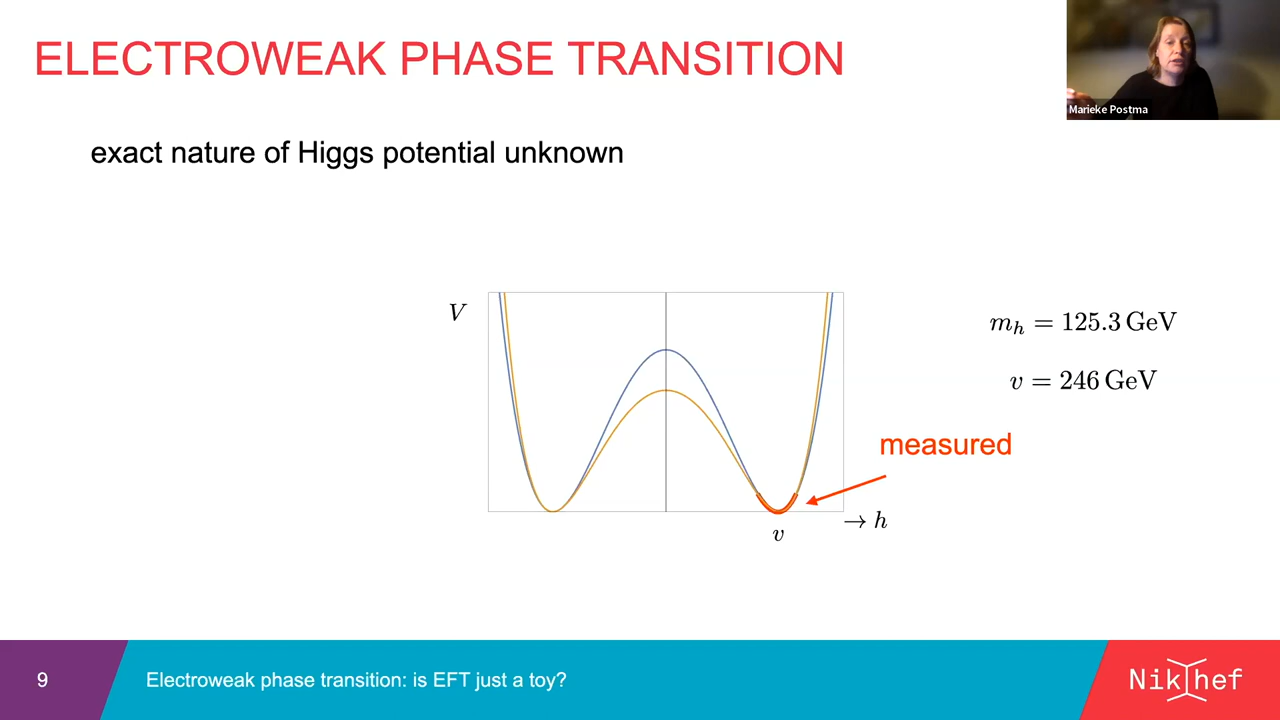 ELECTROWEAK PHASE TRANSITION
Marieke Postma
exact nature of Higgs potential unknown
V
m_h = 125.3 GeV
v = 246 GeV
measured
→ h
v
9
Electroweak phase transition: is EFT just a toy?
Nikhef